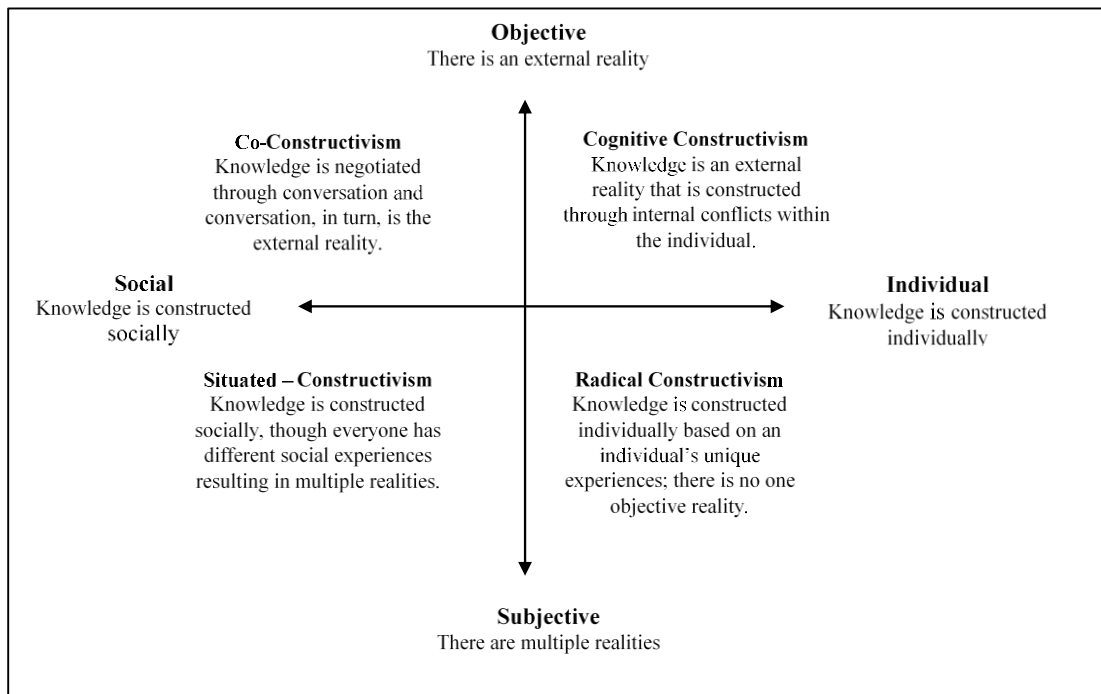 Objective
There is an external reality
Co-Constructivism
Knowledge is negotiated
through conversation and
conversation, in turn, is the
external reality.
Cognitive Constructivism
Knowledge is an external
reality that is constructed
through internal conflicts within
the individual.
Social
Knowledge is constructed
socially
Individual
Knowledge is constructed
individually
Situated – Constructivism
Knowledge is constructed
socially, though everyone has
different social experiences
resulting in multiple realities.
Radical Constructivism
Knowledge is constructed
individually based on an
individual's unique
experiences; there is no one
objective reality.
Subjective
There are multiple realities